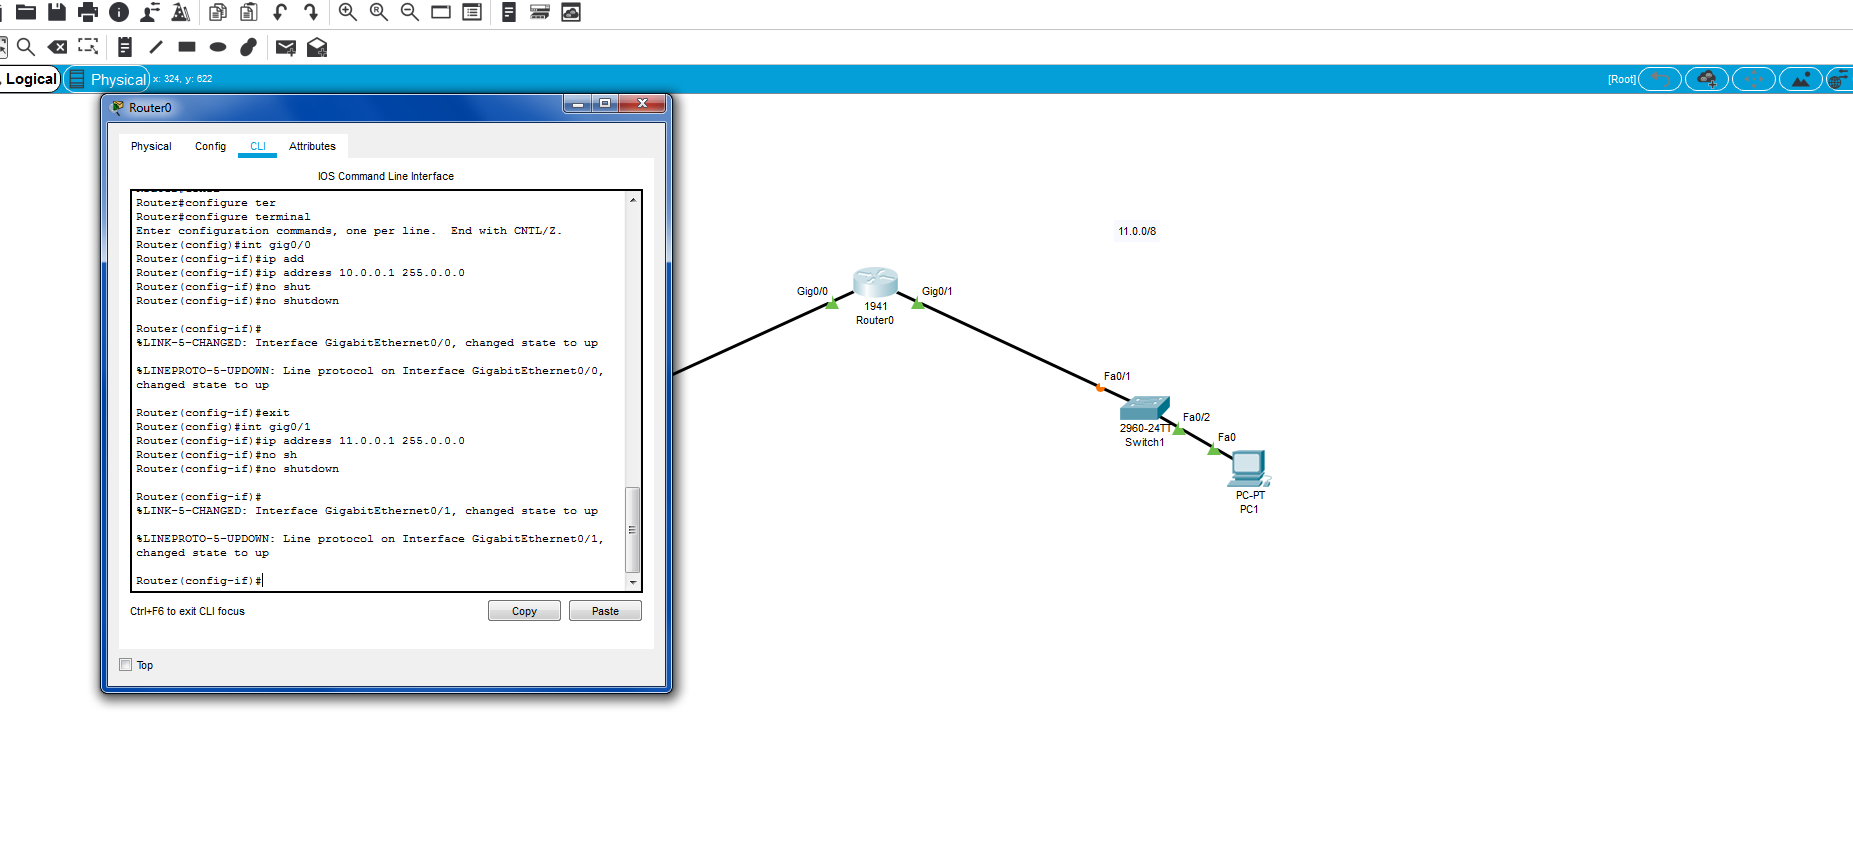 Logical
Physical
x: 324, y: 622
[Root]
Router0
Physical
Config
CLI
Attributes
IOS Command Line Interface
Router#configure ter
Router#configure terminal
Enter configuration commands, one per line.  End with CNTL/Z.
Router(config)#int gig0/0
Router(config-if)#ip add
Router(config-if)#ip address 10.0.0.1 255.0.0.0
Router(config-if)#no shut
Router(config-if)#no shutdown
Router(config-if)#
%LINK-5-CHANGED: Interface GigabitEthernet0/0, changed state to up
%LINEPROTO-5-UPDOWN: Line protocol on Interface GigabitEthernet0/0,
changed state to up
Router(config-if)#exit
Router(config)#int gig0/1
Router(config-if)#ip address 11.0.0.1 255.0.0.0
Router(config-if)#no sh
Router(config-if)#no shutdown
Router(config-if)#
%LINK-5-CHANGED: Interface GigabitEthernet0/1, changed state to up
%LINEPROTO-5-UPDOWN: Line protocol on Interface GigabitEthernet0/1,
changed state to up
Router(config-if)#
Ctrl+F6 to exit CLI focus
Copy
Paste
Top
11.0.0/8
Gig0/0
Gig0/1
1941
Router0
Fa0/1
2960-24TT
Switch1
Fa0/2
Fa0
PC-PT
PC1